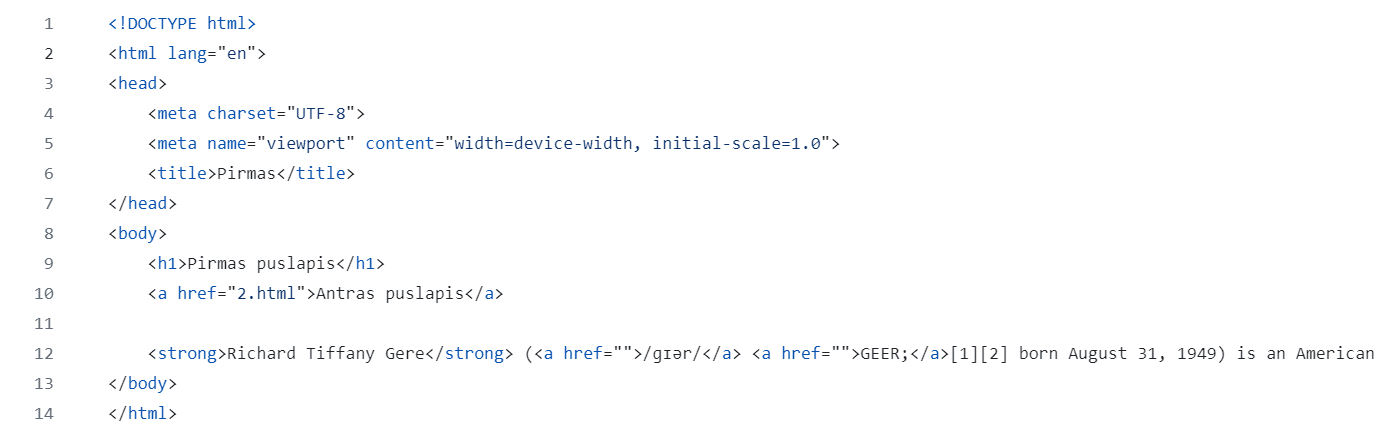 1 <!DOCTYPE html>
2 <html lang="en">
3 <head>
4     <meta charset="UTF-8">
5     <meta name="viewport" content="width=device-width, initial-scale=1.0">
6     <title>Pirmas</title>
7 </head>
8 <body>
9     <h1>Pirmas puslapis</h1>
10     <a href="2.html">Antras puslapis</a>
11
12     <strong>Richard Tiffany Gere</strong> (<a href="">/ɡɪər/</a> <a href="">GEER;</a>[1][2] born August 31, 1949) is an American
13 </body>
14 </html>